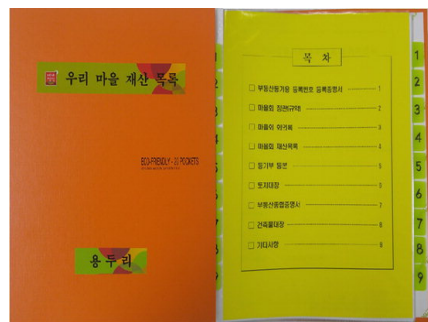 우리 마을 재산 목록
ECO-FRIENDLY - 20 POCKETS
용두리
목 차
□ 부동산등기용 등록번호 등록증명서 1
□ 마을회 정관(규약) 2
□ 마을회 회의록 3
□ 마을회 재산목록 4
□ 등기부 등본 5
□ 토지대장 6
□ 부동산종합증명서 7
□ 건축물대장 8
□ 기타사항 9
1
2
3
4
5
6
7
8
9